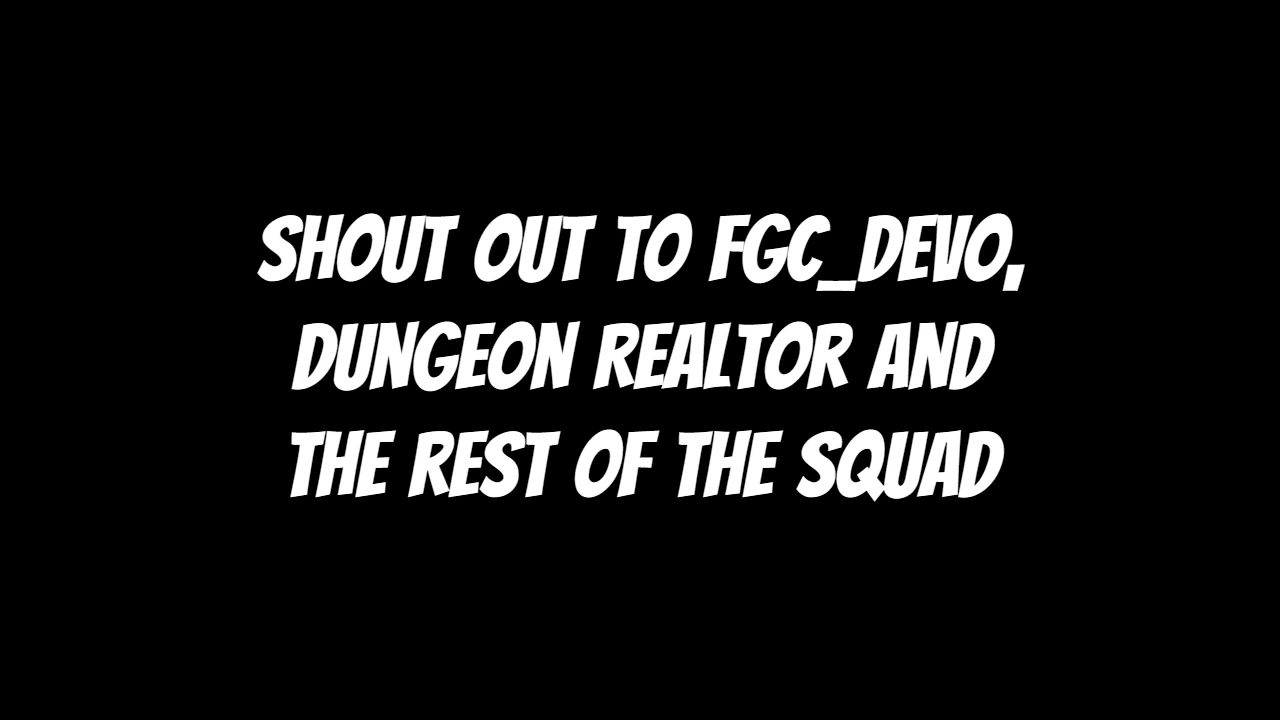 SHOUT OUT TO FGC_DEVO,
DUNGEON REALTOR AND
THE REST OF THE SQUAD